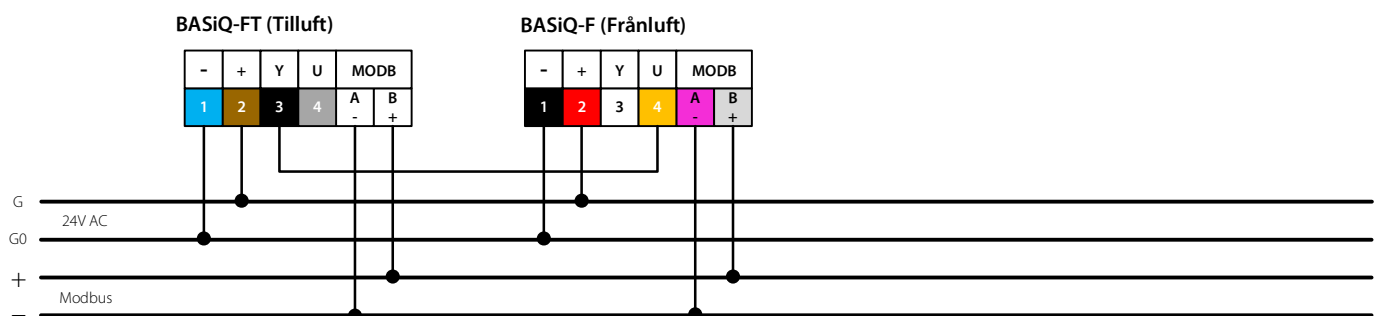 BASiQ-FT (Tilluft) BASiQ-F (Frånluft)
- + Y U MODB - + Y U MODB
1 2 3 4 A - B + 1 2 3 4 A - B +
G
24V AC
G0
+
Modbus
-